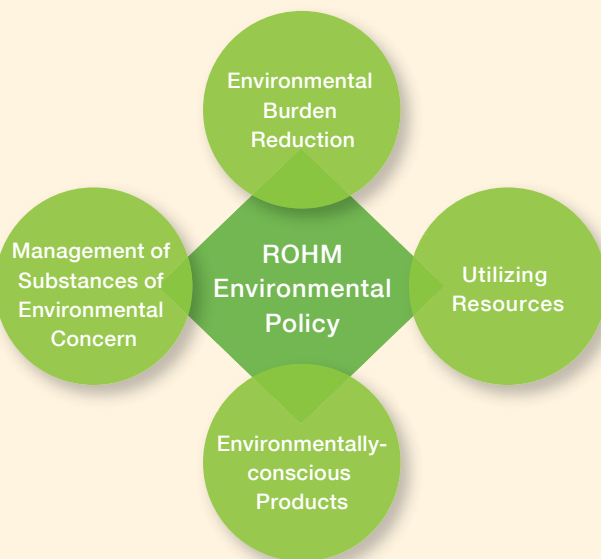 Environmental
Burden
Reduction
Management of
Substances of
Environmental
Concern
ROHM
Environmental
Policy
Utilizing
Resources
Environmentally-
conscious
Products